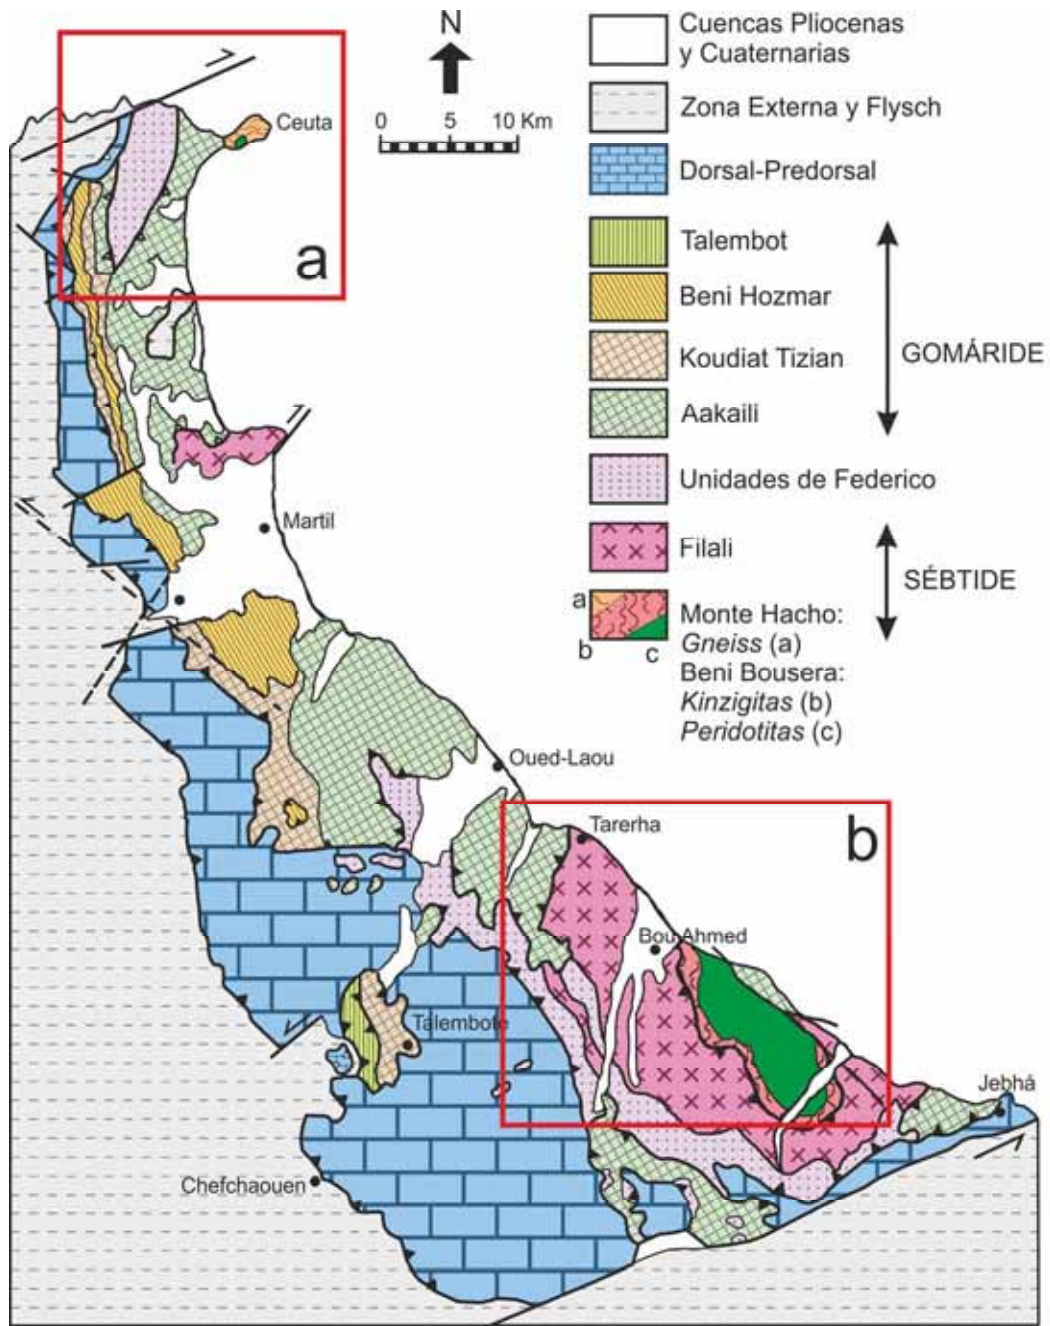 N
0 5 10 Km
Ceuta
a
Martil
Oued-Laou
Tarerha
b
Bou Ahmed
Talembote
Jebhá
Chefchaouen
Cuencas Pliocenas
y Cuaternarias
Zona Externa y Flysch
Dorsal-Predorsal
Talembot
Beni Hozmar
Koudiat Tizian
Aakaili
GOMÁRIDE
Unidades de Federico
Filali
SÉBTIDE
a
b
c
Monte Hacho:
Gneiss (a)
Beni Bousera:
Kinzigitas (b)
Peridotitas (c)